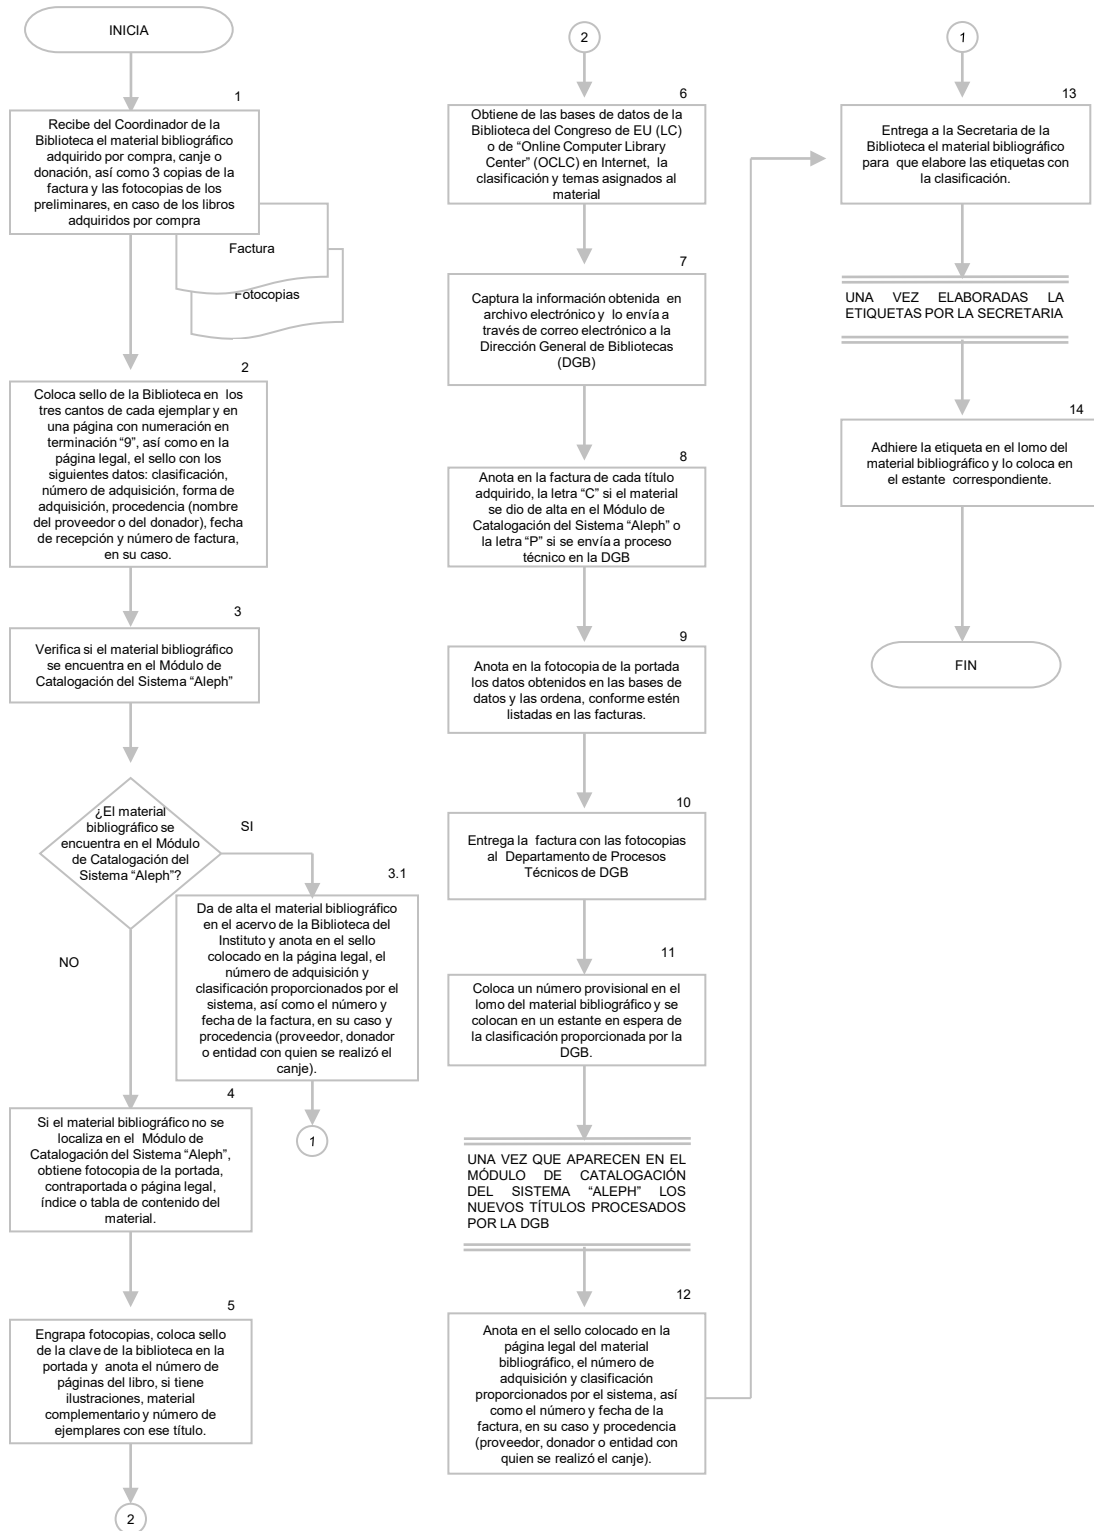 INICIA
1
Recibe del Coordinador de la
Biblioteca el material bibliográfico
adquirido por compra, canje o
donación, así como 3 copias de la
factura y las fotocopias de los
preliminares, en caso de los libros
adquiridos por compra
Factura
Fotocopias
2
Coloca sello de la Biblioteca en los
tres cantos de cada ejemplar y en
una página con numeración en
terminación “9”, así como en la
página legal, el sello con los
siguientes datos: clasificación,
número de adquisición, forma de
adquisición, procedencia (nombre
del proveedor o del donador), fecha
de recepción y número de factura,
en su caso.
3
Verifica si el material bibliográfico
se encuentra en el Módulo de
Catalogación del Sistema “Aleph”
¿El material
bibliográfico se
encuentra en el Módulo
de Catalogación del
Sistema “Aleph”?
SI
NO
3.1
Da de alta el material bibliográfico
en el acervo de la Biblioteca del
Instituto y anota en el sello
colocado en la página legal, el
número de adquisición y
clasificación proporcionados por el
sistema, así como el número y
fecha de la factura, en su caso y
procedencia (proveedor, donador
o entidad con quien se realizó el
canje).
1
4
Si el material bibliográfico no se
localiza en el Módulo de
Catalogación del Sistema “Aleph”,
obtiene fotocopia de la portada,
contraportada o página legal,
índice o tabla de contenido del
material.
5
Engrapa fotocopias, coloca sello
de la clave de la biblioteca en la
portada y anota el número de
páginas del libro, si tiene
ilustraciones, material
complementario y número de
ejemplares con ese título.
2
2
6
Obtiene de las bases de datos de la
Biblioteca del Congreso de EU (LC)
o de “Online Computer Library
Center” (OCLC) en Internet, la
clasificación y temas asignados al
material
7
Captura la información obtenida en
archivo electrónico y lo envía a
través de correo electrónico a la
Dirección General de Bibliotecas
(DGB)
8
Anota en la factura de cada título
adquirido, la letra “C” si el material
se dio de alta en el Módulo de
Catalogación del Sistema “Aleph” o
la letra “P” si se envía a proceso
técnico en la DGB
9
Anota en la fotocopia de la portada
los datos obtenidos en las bases de
datos y las ordena, conforme estén
listadas en las facturas.
10
Entrega la factura con las fotocopias
al Departamento de Procesos
Técnicos de DGB
11
Coloca un número provisional en el
lomo del material bibliográfico y se
colocan en un estante en espera de
la clasificación proporcionada por la
DGB.
UNA VEZ QUE APARECEN EN EL
MÓDULO DE CATALOGACIÓN
DEL SISTEMA “ALEPH” LOS
NUEVOS TÍTULOS PROCESADOS
POR LA DGB
12
Anota en el sello colocado en la
página legal del material
bibliográfico, el número de
adquisición y clasificación
proporcionados por el sistema, así
como el número y fecha de la
factura, en su caso y procedencia
(proveedor, donador o entidad con
quien se realizó el canje).
1
13
Entrega a la Secretaria de la
Biblioteca el material bibliográfico
para que elabore las etiquetas con
la clasificación.
UNA VEZ ELABORADAS LA
ETIQUETAS POR LA SECRETARIA
14
Adhiere la etiqueta en el lomo del
material bibliográfico y lo coloca en
el estante correspondiente.
FIN